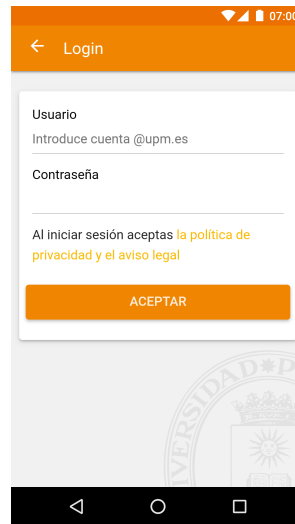 07:00
Login
Usuario
Introduce cuenta @upm.es
Contraseña
Al iniciar sesión aceptas la política de
privacidad y el aviso legal
ACEPTAR